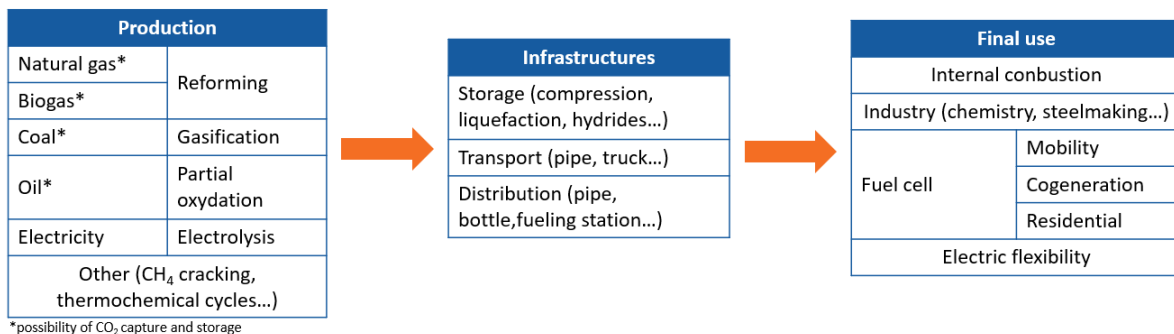 Production
Natural gas*
Biogas*
Reforming
Coal*
Gasification
Oil*
Partial
oxydation
Electricity
Electrolysis
Other (CH₄ cracking,
thermochemical cycles…)
*possibility of CO₂ capture and storage
Infrastructures
Storage (compression,
liquefaction, hydrides…)
Transport (pipe, truck…)
Distribution (pipe,
bottle,fueling station…)
Final use
Internal conbustion
Industry (chemistry, steelmaking…)
Fuel cell
Mobility
Cogeneration
Residential
Electric flexibility